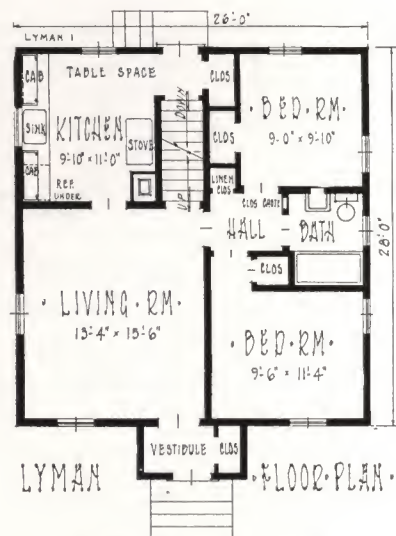 26'-0"
LYMAN 1
CAB
TABLE SPACE
CLOS
DOWN
BED-RM.
9'-0" × 9'-10"
SINK
KITCHEN
9'-10" × 11'-0"
STOVE
CLOS
CAB
REF.
UNDER
LINEN
CLOS
UP
CLOS CHUTE
HALL
BATH
28'-0"
CLOS
LIVING-RM.
13'-4" × 15'-6"
BED-RM.
9'-6" × 11'-4"
VESTIBULE
CLOS
LYMAN
FLOOR-PLAN.